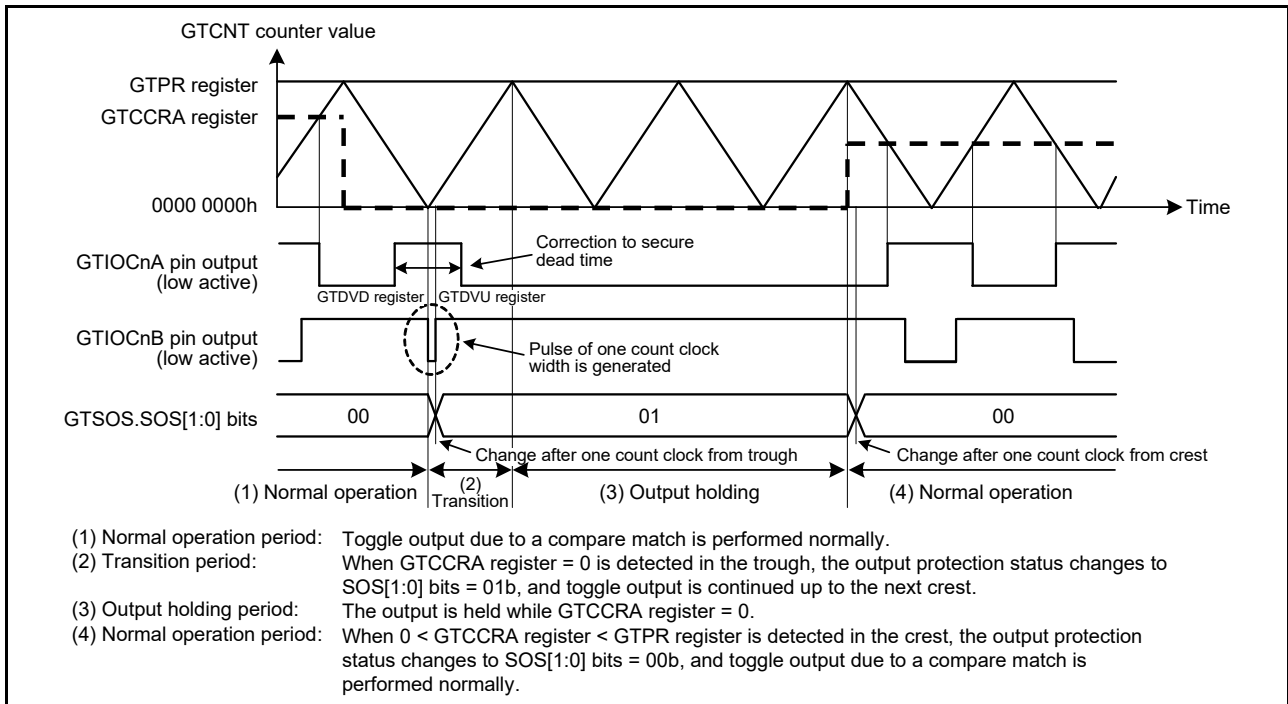 GTCNT counter value
GTPR register
GTCCRA register
0000 0000h
Time
GTIOCnA pin output
(low active)
Correction to secure
dead time
GTDVD register
GTDVU register
GTIOCnB pin output
(low active)
Pulse of one count clock
width is generated
GTSOS.SOS[1:0] bits
00
01
00
Change after one count clock from trough
Change after one count clock from crest
(1) Normal operation
(2)
Transition
(3) Output holding
(4) Normal operation
(1) Normal operation period: Toggle output due to a compare match is performed normally.
(2) Transition period: When GTCCRA register = 0 is detected in the trough, the output protection status changes to
SOS[1:0] bits = 01b, and toggle output is continued up to the next crest.
(3) Output holding period: The output is held while GTCCRA register = 0.
(4) Normal operation period: When 0 < GTCCRA register < GTPR register is detected in the crest, the output protection
status changes to SOS[1:0] bits = 00b, and toggle output due to a compare match is
performed normally.